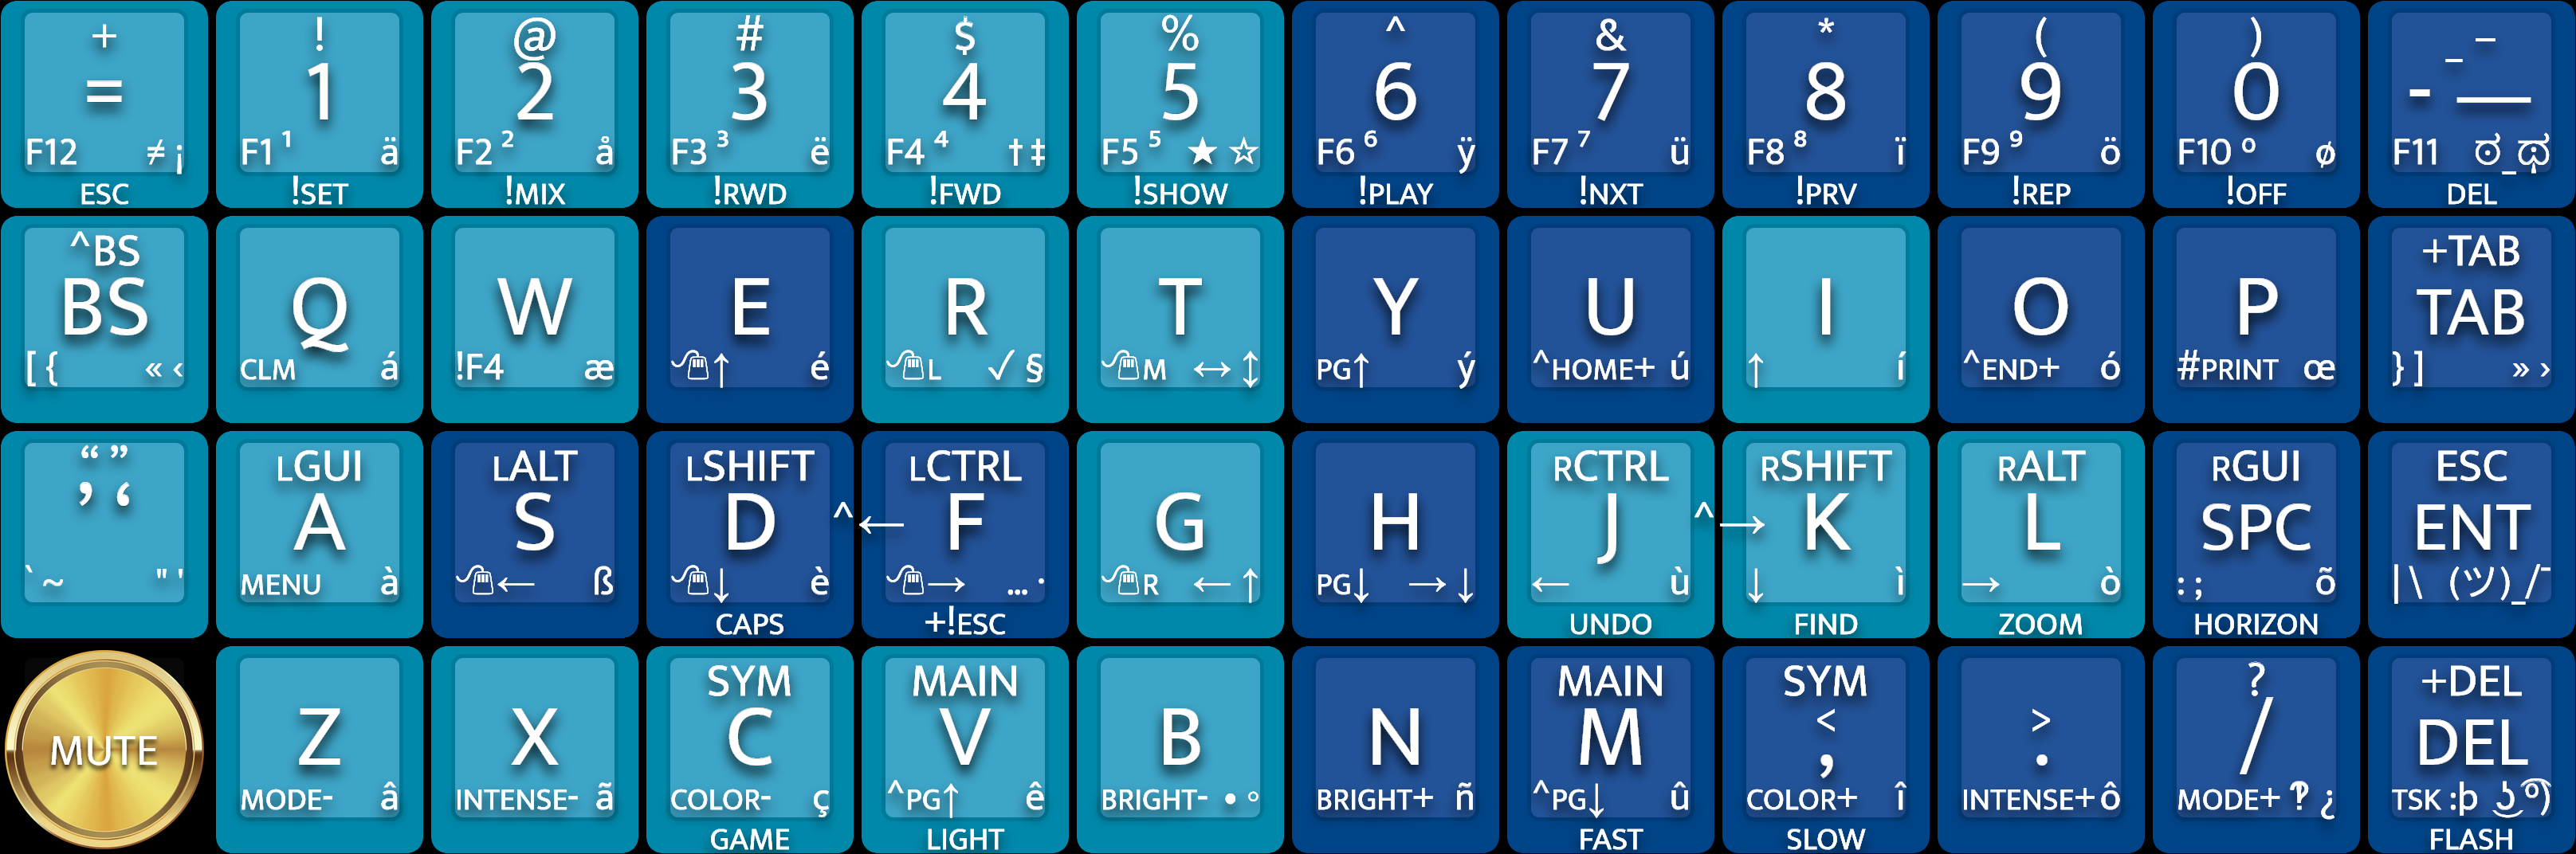 + ! @ # $ % ^ & * ( ) _ –
= 1 2 3 4 5 6 7 8 9 0 - —
F12 ≠ ¡ F1 ¹ ä F2 ² å F3 ³ ë F4 ⁴ † ‡ F5 ⁵ ★ ☆ F6 ⁶ ÿ F7 ⁷ ü F8 ⁸ ï F9 ⁹ ö F10 º ø F11 ಠ_ಥ
ESC !SET !MIX !RWD !FWD !SHOW !PLAY !NXT !PRV !REP !OFF DEL
^BS +TAB
BS Q W E R T Y U I O P TAB
[ { « ‹ CLM á !F4 æ 🖱↑ é 🖱L ✓ § 🖱M ↔ ↕ PG↑ ý ^HOME+ ú ↑ í ^END+ ó #PRINT œ } ] » ›
“ ” LGUI LALT LSHIFT LCTRL RCTRL RSHIFT RALT RGUI ESC
’ ‘ A S D ^← F G H J ^→ K L SPC ENT
` ~ " ' MENU à 🖱← ß 🖱↓ è 🖱→ … · 🖱R ← ↑ PG↓ → ↓ ← ù ↓ ì → ò : ; õ | \ (ツ)_/¯
CAPS +!ESC UNDO FIND ZOOM HORIZON
SYM MAIN MAIN SYM < > ? +DEL
MUTE Z X C V B N M , . / DEL
MODE- â INTENSE- ã COLOR- ç ^PG↑ ê BRIGHT- • ◦ BRIGHT+ ñ ^PG↓ û COLOR+ î INTENSE+ ô MODE+ ‽ ¿ TSK :þ ͜ʖ ͡°)
GAME LIGHT FAST SLOW FLASH